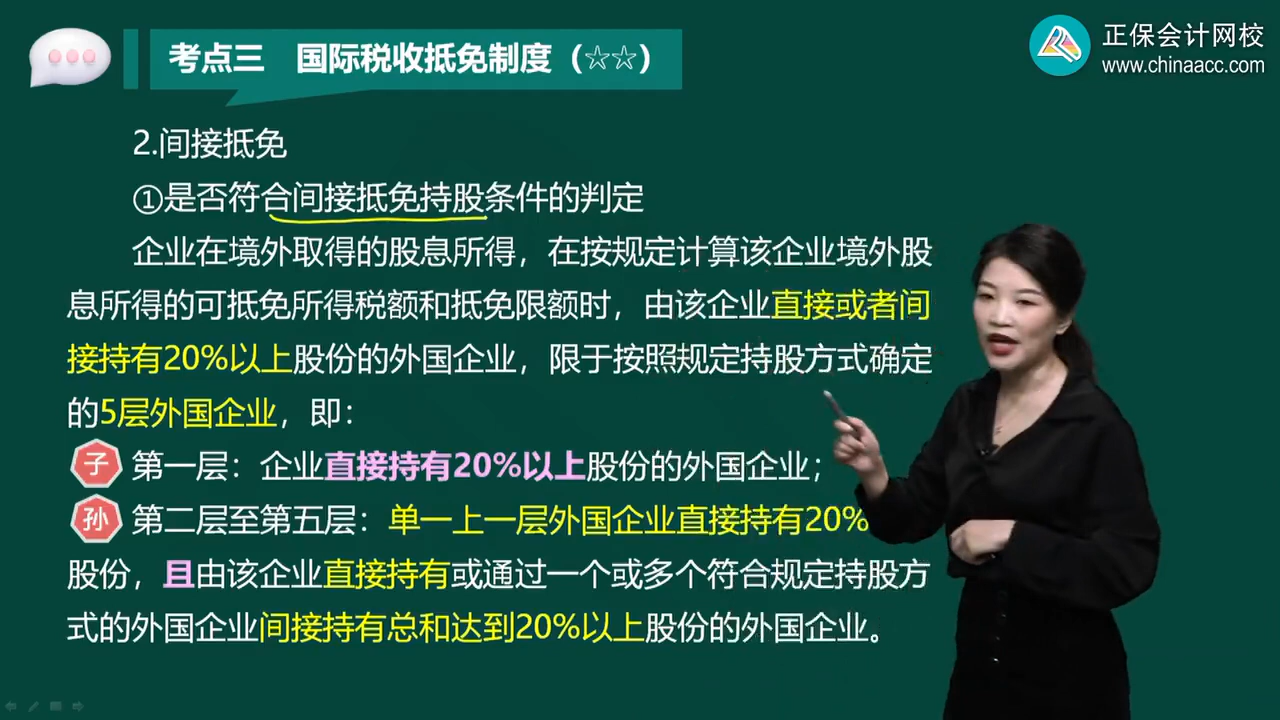 考点三 国际税收抵免制度（☆☆）
正保会计网校
www.chinaacc.com
2.间接抵免
①是否符合间接抵免持股条件的判定
企业在境外取得的股息所得，在按规定计算该企业境外股
息所得的可抵免所得税额和抵免限额时，由该企业直接或者间
接持有20%以上股份的外国企业，限于按照规定持股方式确定
的5层外国企业，即：
子 第一层：企业直接持有20%以上股份的外国企业；
孙 第二层至第五层：单一上一层外国企业直接持有20%
股份，且由该企业直接持有或通过一个或多个符合规定持股方
式的外国企业间接持有总和达到20%以上股份的外国企业。